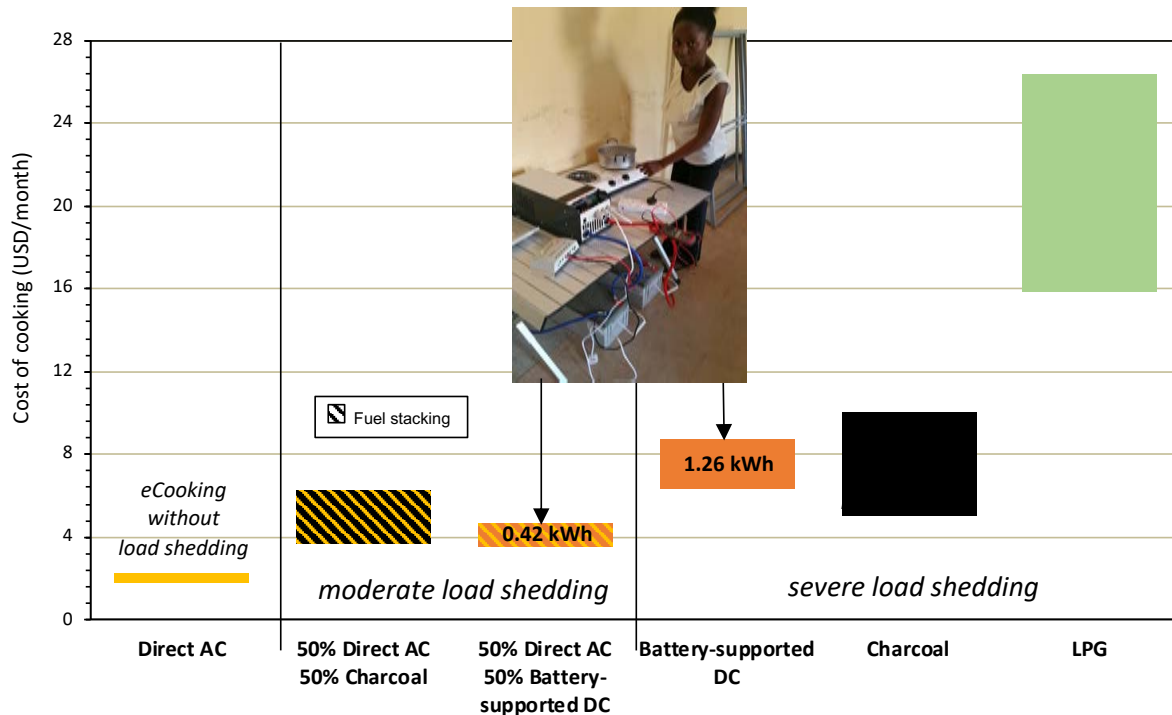 Cost of cooking (USD/month)
28
24
20
16
12
8
4
0
Fuel stacking
eCooking
without
load shedding
0.42 kWh
1.26 kWh
moderate load shedding
severe load shedding
Direct AC
50% Direct AC
50% Charcoal
50% Direct AC
50% Battery-
supported DC
Battery-supported
DC
Charcoal
LPG